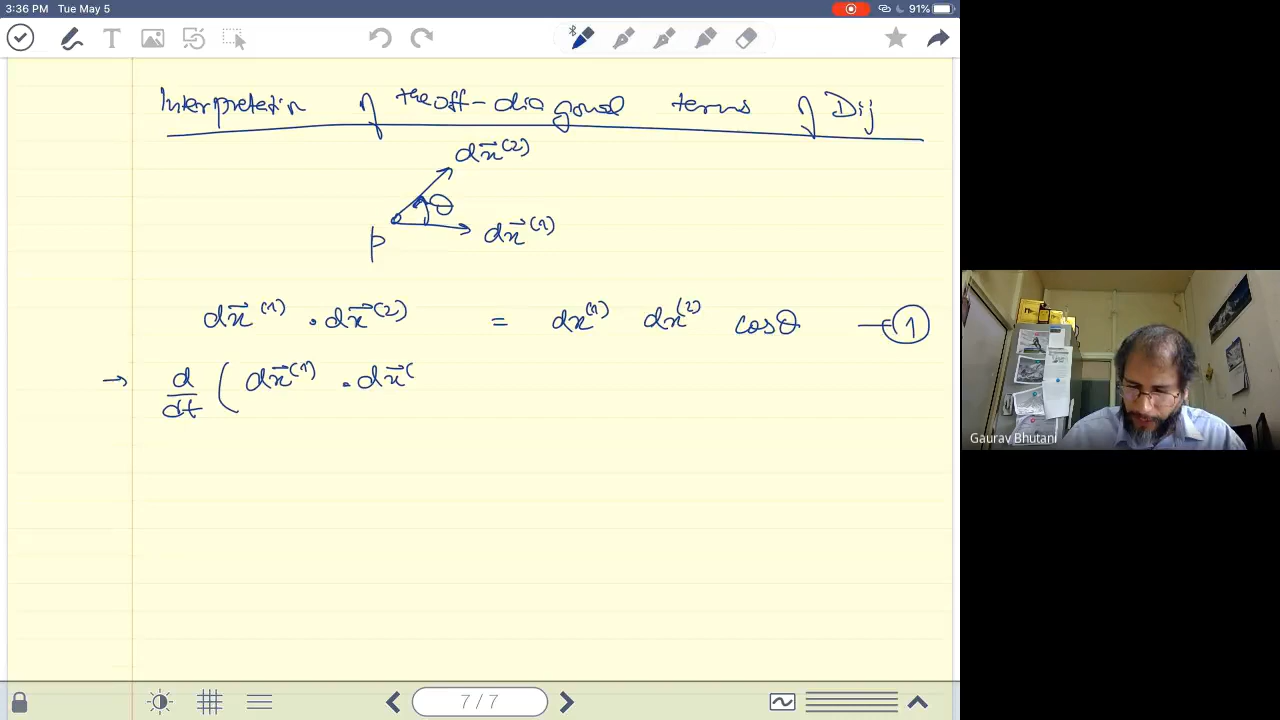 3:36 PM Tue May 5
91%
Interpretation of the off-diagonal terms of Dij
dx⃗⁽²⁾
θ
P
dx⃗⁽¹⁾
dx⃗⁽¹⁾ · dx⃗⁽²⁾ = dx⁽¹⁾ dx⁽²⁾ cosθ —①
→ d/dt ( dx⃗⁽¹⁾ · dx⃗⁽
Gaurav Bhutani
7 / 7